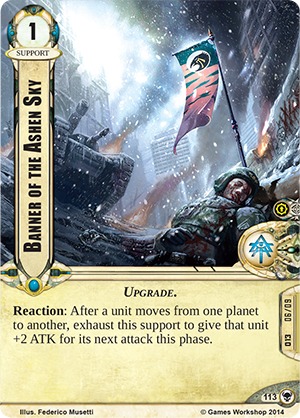 1
SUPPORT
BANNER OF THE ASHEN SKY
UPGRADE.
Reaction: After a unit moves from one planet
to another, exhaust this support to give that unit
+2 ATK for its next attack this phase.
013 06/09
113
Illus. Federico Musetti
© Games Workshop 2014